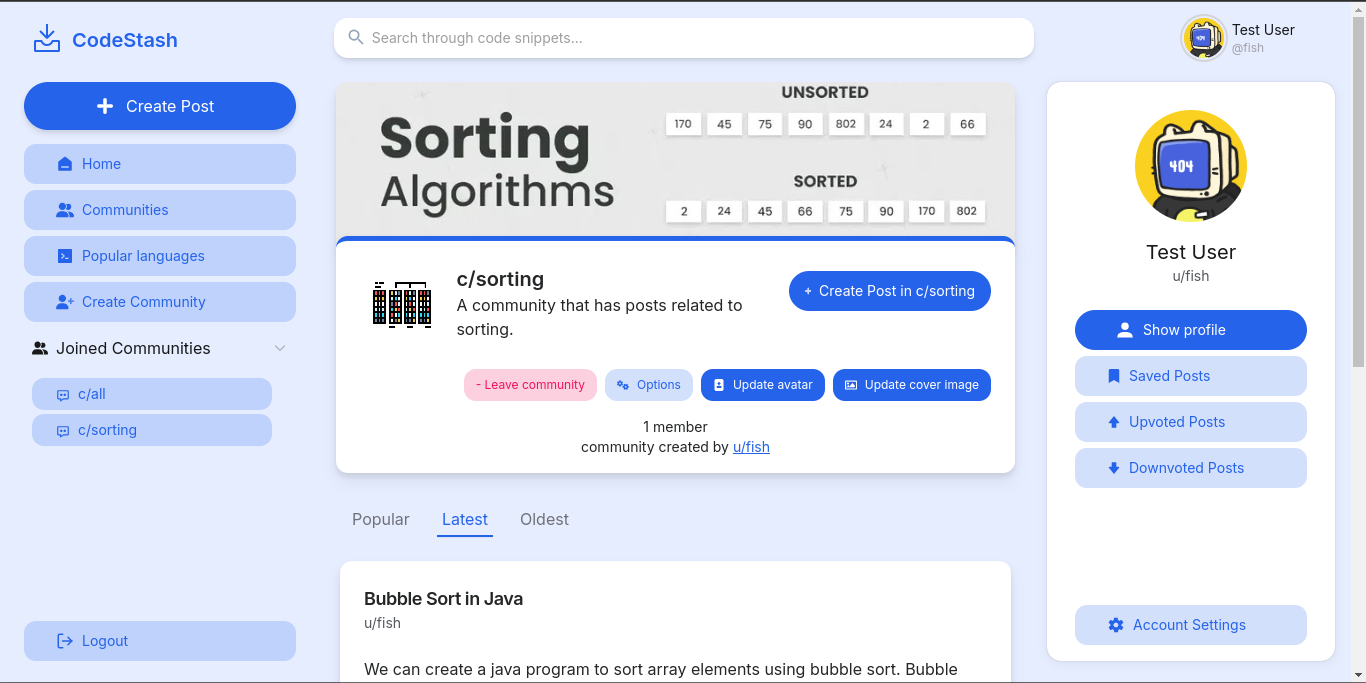 CodeStash
Search through code snippets...
Test User
@fish
Create Post
Home
Communities
Popular languages
Create Community
Joined Communities
c/all
c/sorting
Logout
Sorting
Algorithms
UNSORTED
170 45 75 90 802 24 2 66
SORTED
2 24 45 66 75 90 170 802
c/sorting
A community that has posts related to
sorting.
+ Create Post in c/sorting
- Leave community
Options
Update avatar
Update cover image
1 member
community created by u/fish
Popular Latest Oldest
Bubble Sort in Java
u/fish
We can create a java program to sort array elements using bubble sort. Bubble
404
Test User
u/fish
Show profile
Saved Posts
Upvoted Posts
Downvoted Posts
Account Settings